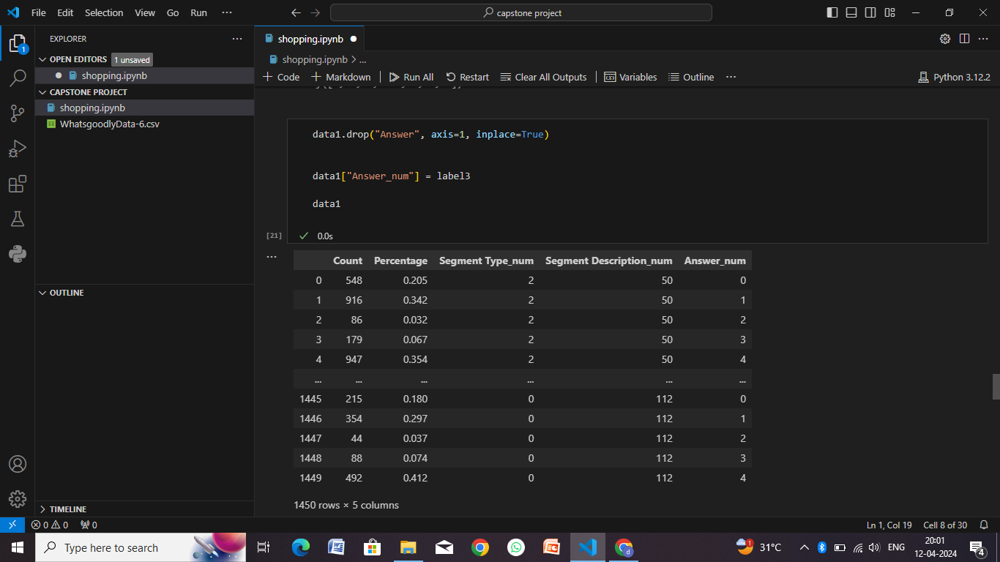 File Edit Selection View Go Run ··· capstone project
EXPLORER ···
OPEN EDITORS 1 unsaved
shopping.ipynb
CAPSTONE PROJECT
shopping.ipynb
WhatsgoodlyData-6.csv
OUTLINE
TIMELINE
shopping.ipynb
shopping.ipynb > ...
+ Code + Markdown Run All Restart Clear All Outputs Variables Outline ··· Python 3.12.2
data1.drop("Answer", axis=1, inplace=True)
data1["Answer_num"] = label3
data1
[21] 0.0s
···
Count Percentage Segment Type_num Segment Description_num Answer_num
0 548 0.205 2 50 0
1 916 0.342 2 50 1
2 86 0.032 2 50 2
3 179 0.067 2 50 3
4 947 0.354 2 50 4
... ... ... ... ... ...
1445 215 0.180 0 112 0
1446 354 0.297 0 112 1
1447 44 0.037 0 112 2
1448 88 0.074 0 112 3
1449 492 0.412 0 112 4
1450 rows × 5 columns
0 0 0 Ln 1, Col 19 Cell 8 of 30
Type here to search 31°C ENG 20:01
12-04-2024
4